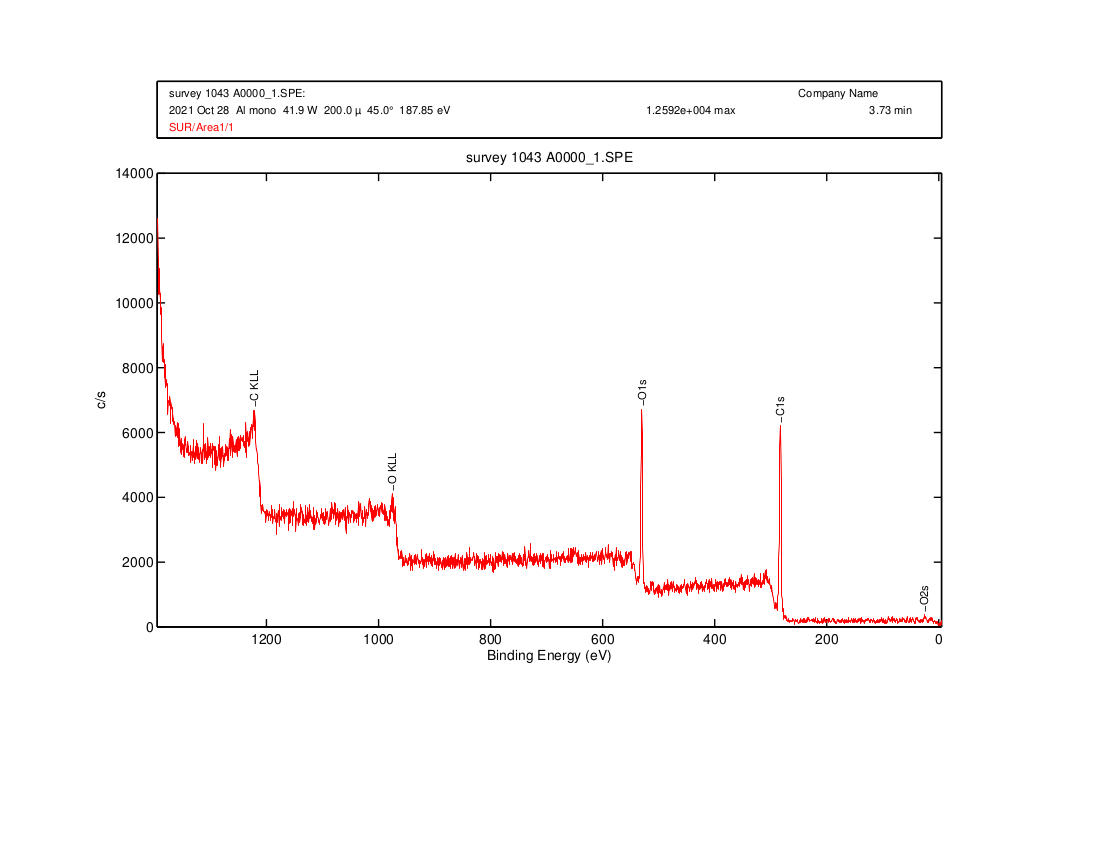 survey 1043 A0000_1.SPE: Company Name
2021 Oct 28 Al mono 41.9 W 200.0 µ 45.0° 187.85 eV 1.2592e+004 max 3.73 min
SUR/Area1/1
survey 1043 A0000_1.SPE
14000
12000
10000
8000
6000
4000
2000
0
c/s
-C KLL
-O KLL
-O1s
-C1s
-O2s
1200 1000 800 600 400 200 0
Binding Energy (eV)